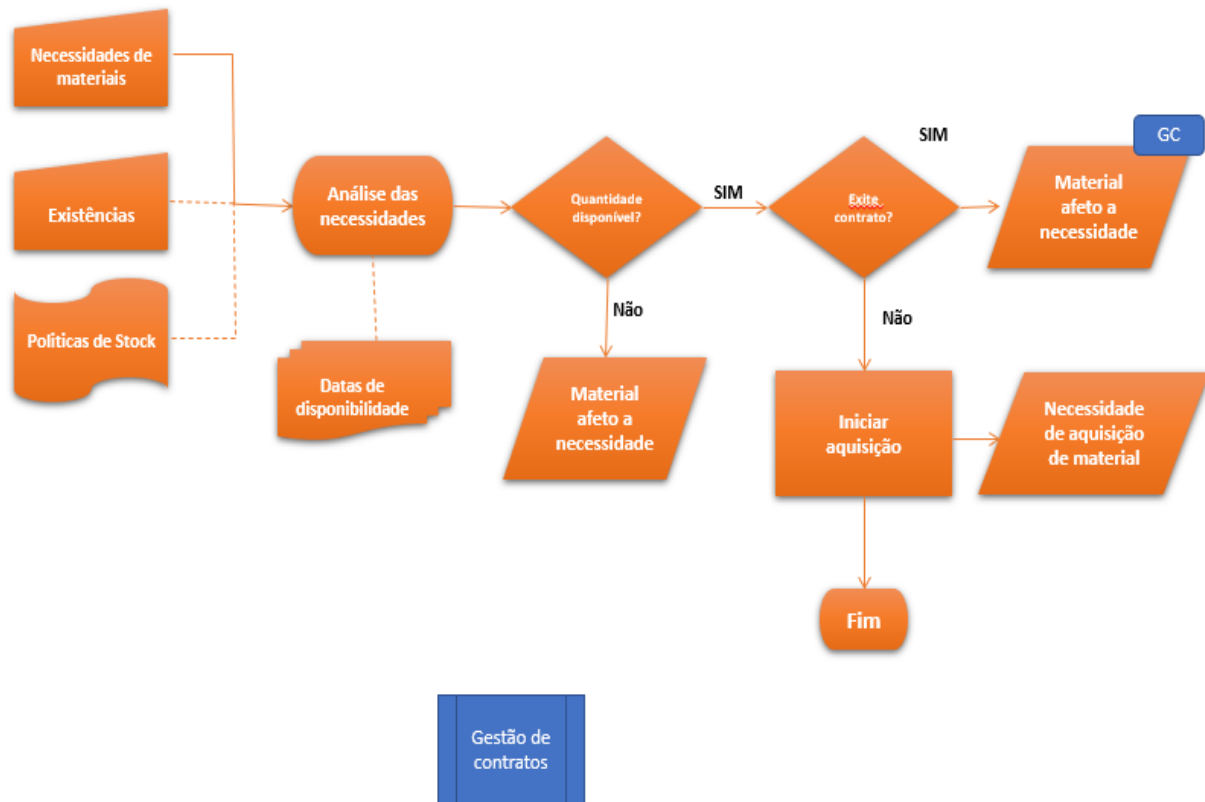 Necessidades de
materiais
Existências
Politicas de Stock
Análise das
necessidades
Datas de
disponibilidade
Quantidade
disponível?
SIM
Não
Material
afeto a
necessidade
Exite
contrato?
SIM
GC
Material
afeto a
necessidade
Não
Iniciar
aquisição
Necessidade
de aquisição
de material
Fim
Gestão de
contratos